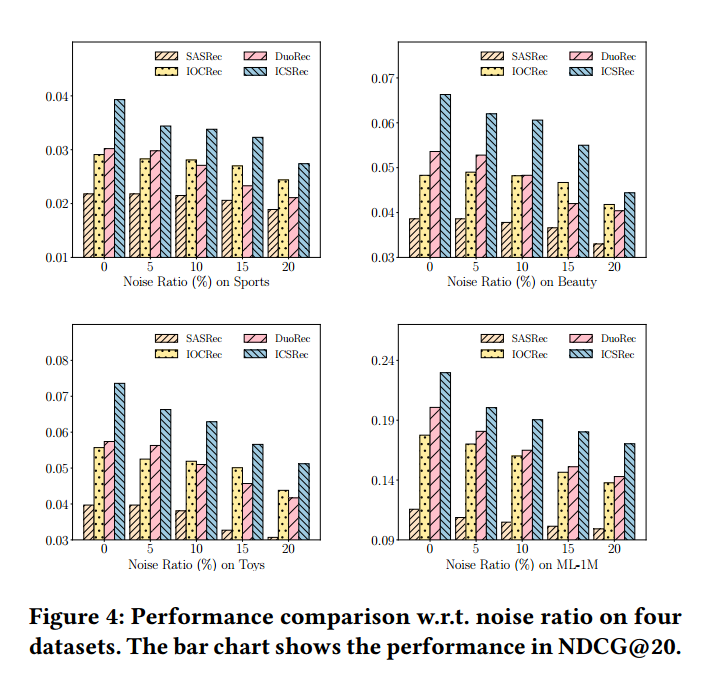 SASRec DuoRec
IOCRec ICSRec
0.04
0.03
0.02
0.01
0 5 10 15 20
Noise Ratio (%) on Sports
SASRec DuoRec
IOCRec ICSRec
0.07
0.06
0.05
0.04
0.03
0 5 10 15 20
Noise Ratio (%) on Beauty
SASRec DuoRec
IOCRec ICSRec
0.08
0.07
0.06
0.05
0.04
0.03
0 5 10 15 20
Noise Ratio (%) on Toys
SASRec DuoRec
IOCRec ICSRec
0.24
0.19
0.14
0.09
0 5 10 15 20
Noise Ratio (%) on ML-1M
Figure 4: Performance comparison w.r.t. noise ratio on four
datasets. The bar chart shows the performance in NDCG@20.